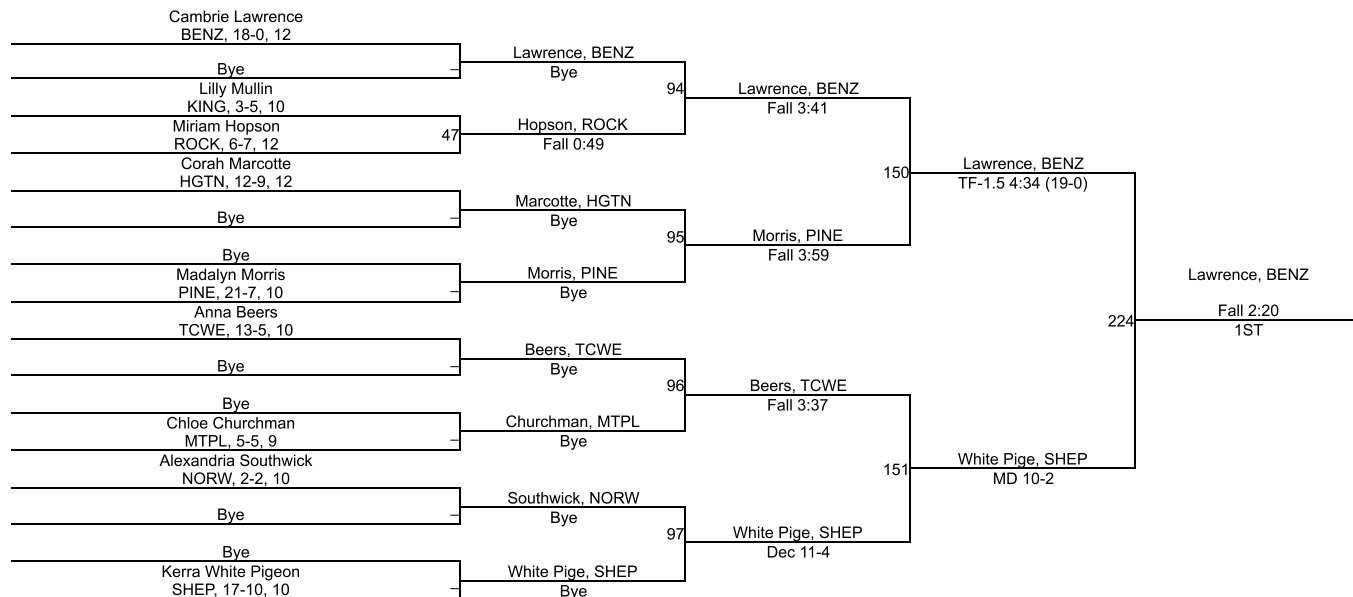 Cambrie Lawrence
BENZ, 18-0, 12
Bye
–
Lilly Mullin
KING, 3-5, 10
Miriam Hopson
ROCK, 6-7, 12
47
Corah Marcotte
HGTN, 12-9, 12
Bye
–
Bye
Madalyn Morris
PINE, 21-7, 10
–
Anna Beers
TCWE, 13-5, 10
Bye
–
Bye
Chloe Churchman
MTPL, 5-5, 9
–
Alexandria Southwick
NORW, 2-2, 10
Bye
–
Bye
Kerra White Pigeon
SHEP, 17-10, 10
–
Lawrence, BENZ
Bye
94
Hopson, ROCK
Fall 0:49
Marcotte, HGTN
Bye
95
Morris, PINE
Bye
Beers, TCWE
Bye
96
Churchman, MTPL
Bye
Southwick, NORW
Bye
97
White Pige, SHEP
Bye
Lawrence, BENZ
Fall 3:41
150
Morris, PINE
Fall 3:59
Beers, TCWE
Fall 3:37
151
White Pige, SHEP
Dec 11-4
Lawrence, BENZ
TF-1.5 4:34 (19-0)
224
White Pige, SHEP
MD 10-2
Lawrence, BENZ
Fall 2:20
1ST